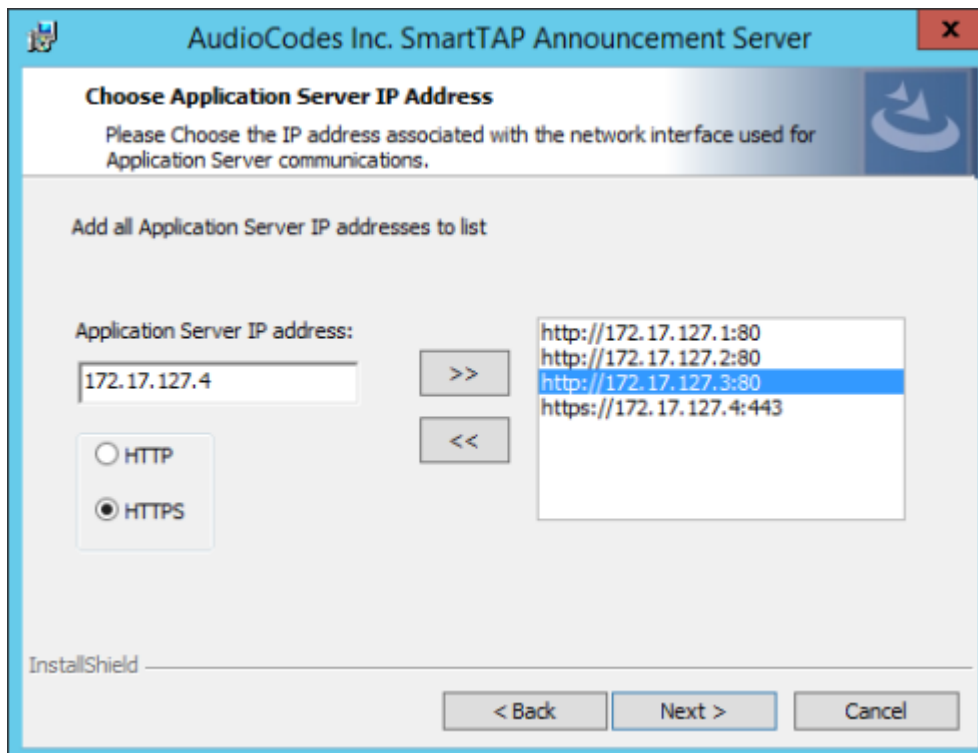 AudioCodes Inc. SmartTAP Announcement Server
x
Choose Application Server IP Address
Please Choose the IP address associated with the network interface used for
Application Server communications.
Add all Application Server IP addresses to list
Application Server IP address:
172.17.127.4
>>
<<
HTTP
HTTPS
http://172.17.127.1:80
http://172.17.127.2:80
http://172.17.127.3:80
https://172.17.127.4:443
InstallShield
< Back
Next >
Cancel